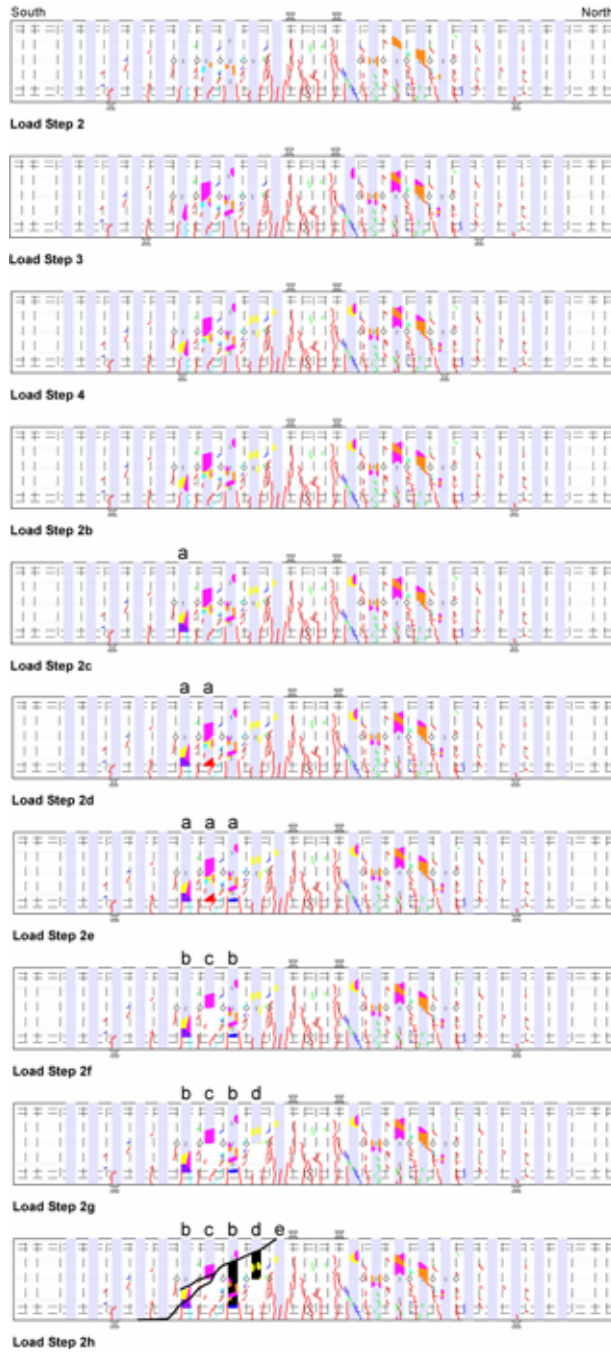 South North
Load Step 2
Load Step 3
Load Step 4
Load Step 2b
a
Load Step 2c
a a
Load Step 2d
a a a
Load Step 2e
b c b
Load Step 2f
b c b d
Load Step 2g
b c b d e
Load Step 2h